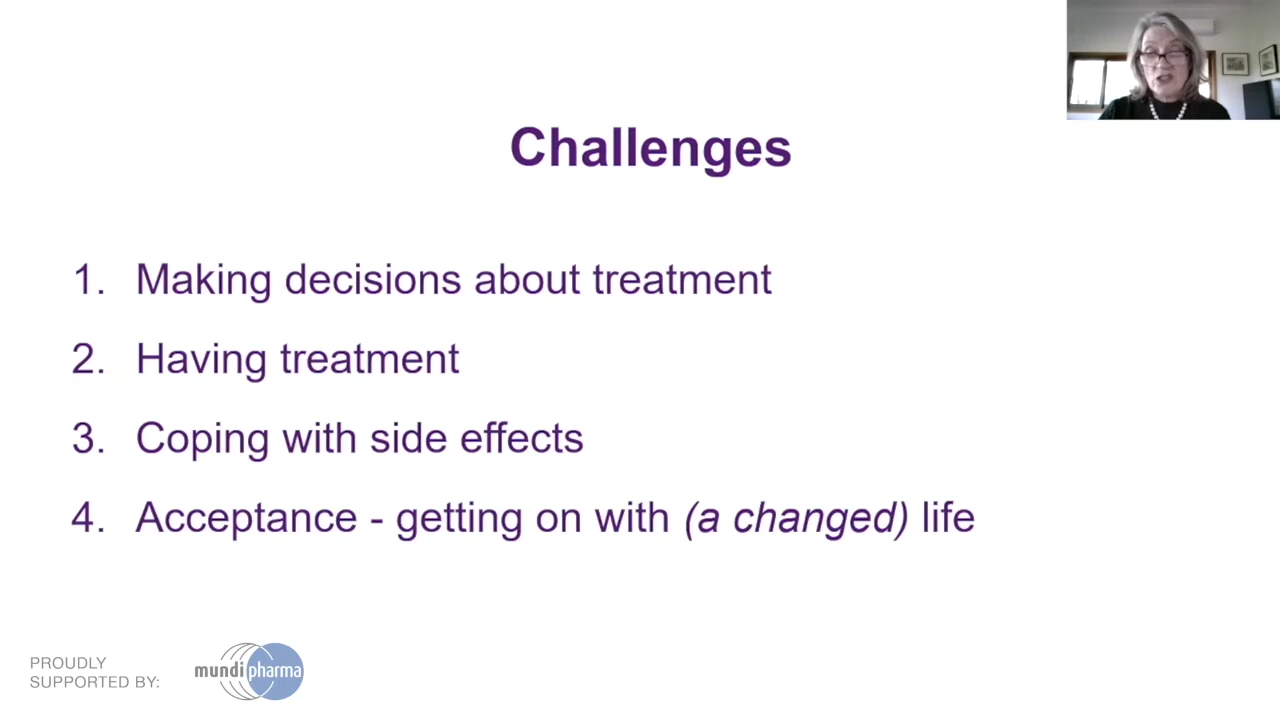 Challenges
1. Making decisions about treatment
2. Having treatment
3. Coping with side effects
4. Acceptance - getting on with (a changed) life
PROUDLY
SUPPORTED BY:
mundipharma